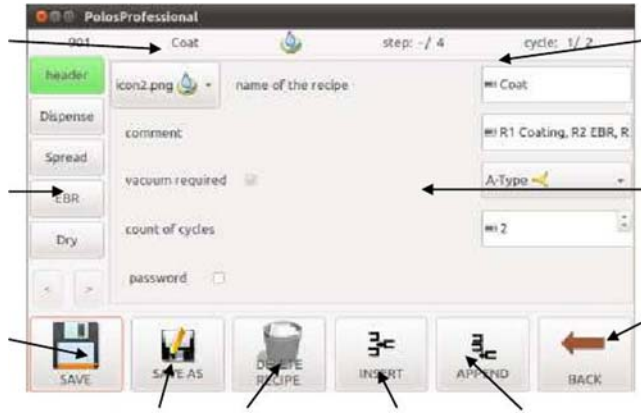 PolosProfessional
901 Coat step: -/ 4 cycle: 1/ 2
header
icon2.png name of the recipe Coat
Dispense
comment R1 Coating, R2 EBR, R
Spread
vacuum required A-Type
EBR
count of cycles 2
Dry
< > password
SAVE SAVE AS DELETE RECIPE INSERT APPEND BACK